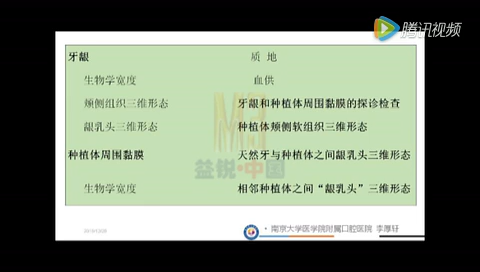 腾讯视频
牙龈 质 地
生物学宽度 血供
颊侧组织三维形态 牙龈和种植体周围黏膜的探诊检查
龈乳头三维形态 种植体颊侧软组织三维形态
种植体周围黏膜 天然牙与种植体之间龈乳头三维形态
生物学宽度 相邻种植体之间“龈乳头”三维形态
益锐·中国
• 南京大学医学院附属口腔医院 李厚轩